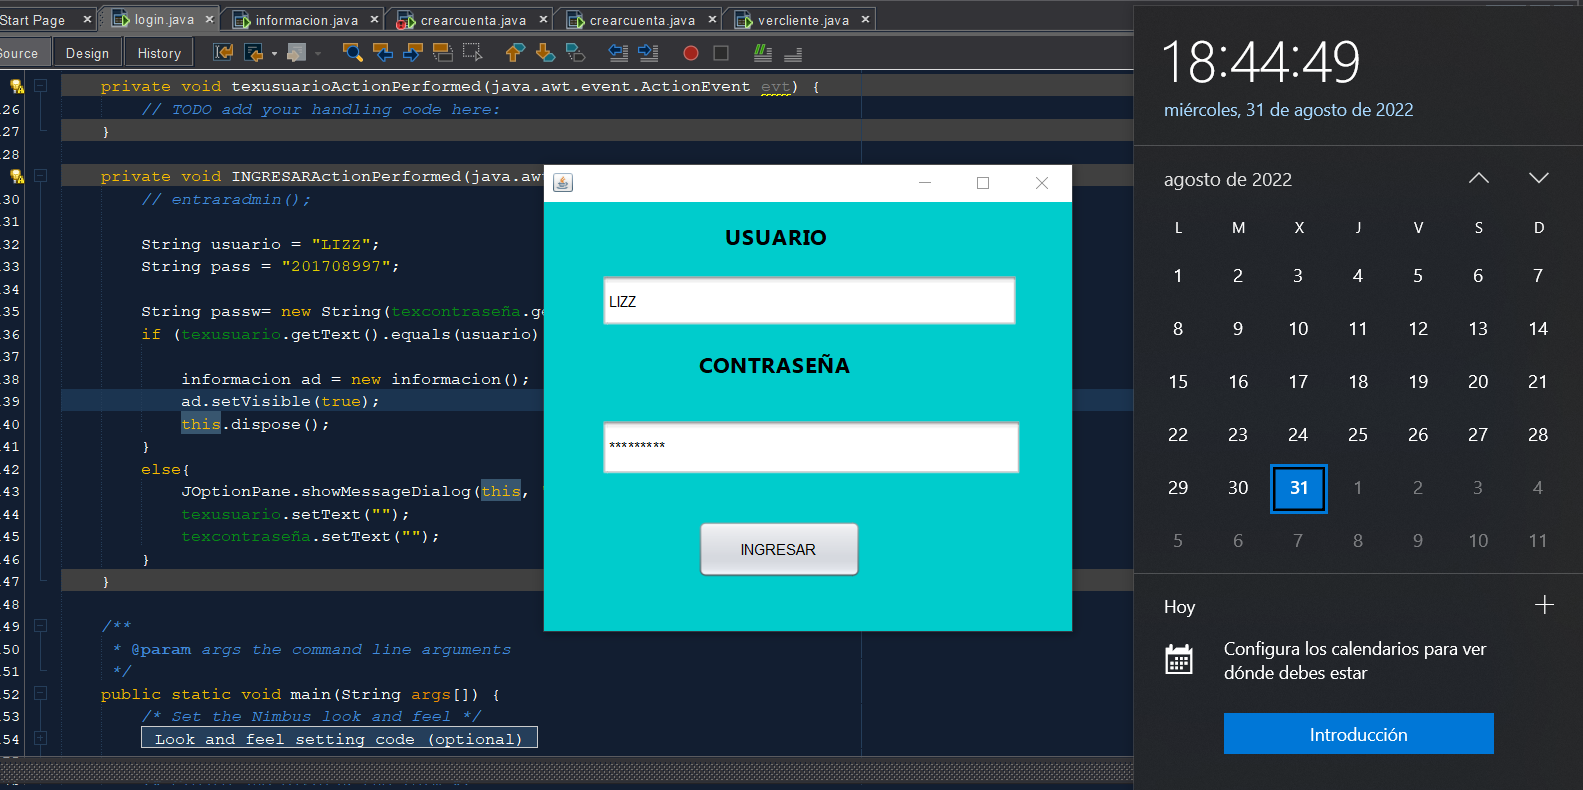 Start Page
login.java
informacion.java
crearcuenta.java
crearcuenta.java
vercliente.java
Source
Design
History
private void texusuarioActionPerformed(java.awt.event.ActionEvent evt) {
26 // TODO add your handling code here:
27 }
28
private void INGRESARActionPerformed(java.aw
30 // entraradmin();
31
32 String usuario = "LIZZ";
33 String pass = "201708997";
34
35 String passw= new String(texcontraseña.ge
36 if (texusuario.getText().equals(usuario)
37
38 informacion ad = new informacion();
39 ad.setVisible(true);
40 this.dispose();
41 }
42 else{
43 JOptionPane.showMessageDialog(this, "
44 texusuario.setText("");
45 texcontraseña.setText("");
46 }
47 }
48
49 /**
50 * @param args the command line arguments
51 */
52 public static void main(String args[]) {
53 /* Set the Nimbus look and feel */
54 Look and feel setting code (optional)
USUARIO
LIZZ
CONTRASEÑA
*********
INGRESAR
18:44:49
miércoles, 31 de agosto de 2022
agosto de 2022
L M X J V S D
1 2 3 4 5 6 7
8 9 10 11 12 13 14
15 16 17 18 19 20 21
22 23 24 25 26 27 28
29 30 31 1 2 3 4
5 6 7 8 9 10 11
Hoy
Configura los calendarios para ver
dónde debes estar
Introducción